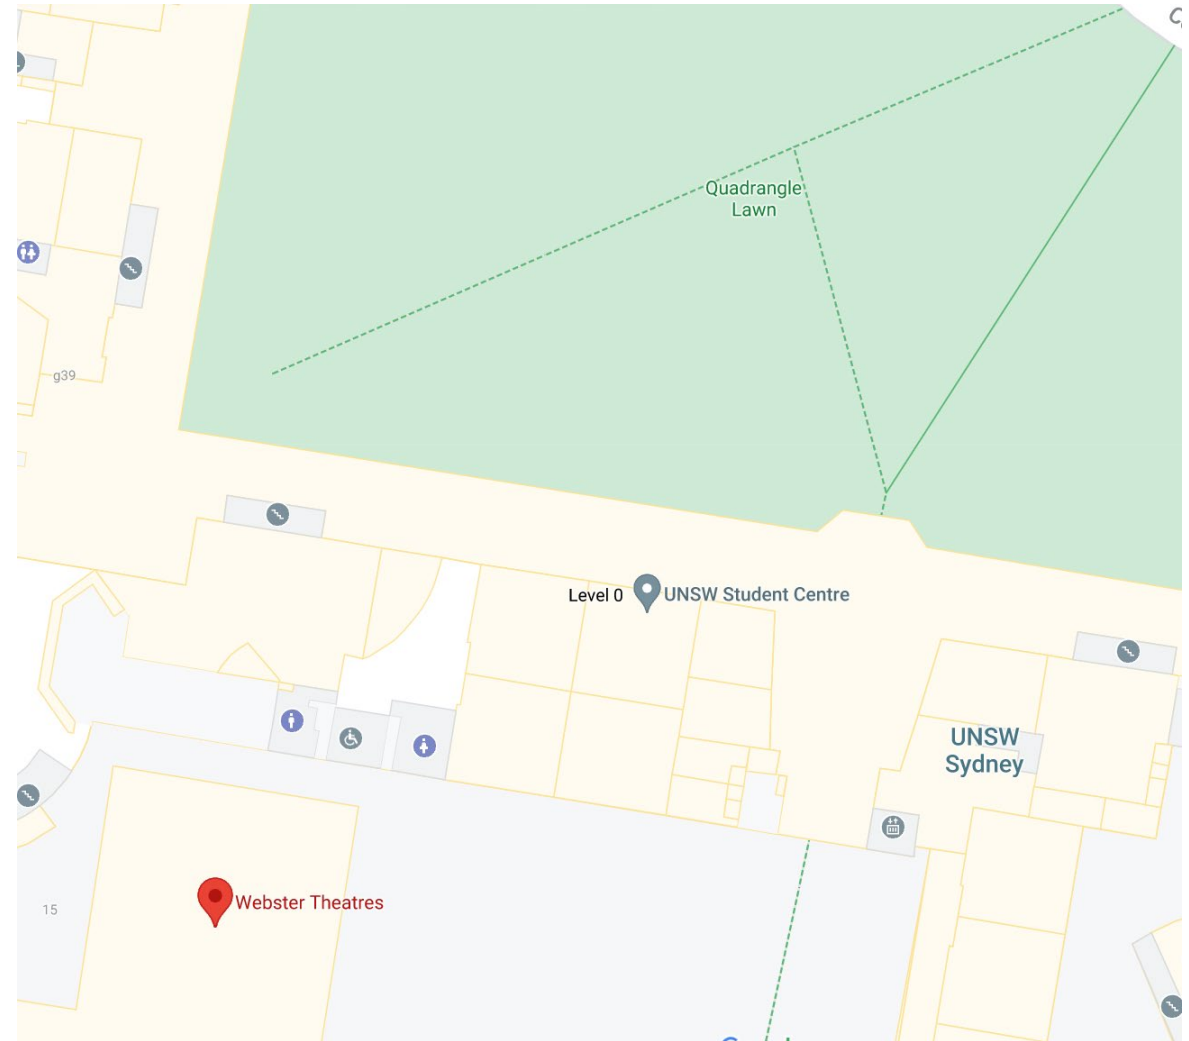 Quadrangle
Lawn
g39
Level 0
UNSW Student Centre
UNSW
Sydney
Webster Theatres
15